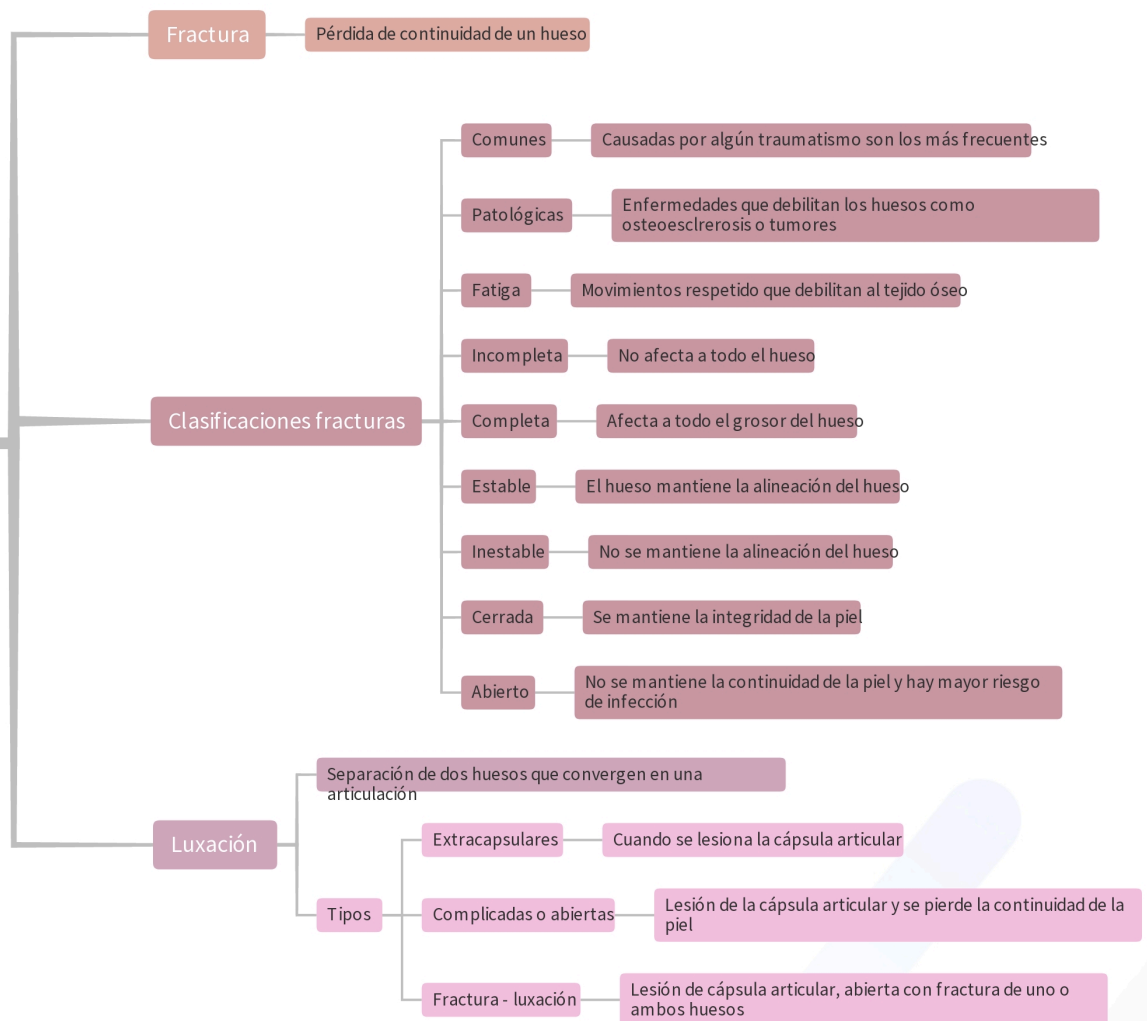 Fractura
Pérdida de continuidad de un hueso
Clasificaciones fracturas
Comunes
Causadas por algún traumatismo son los más frecuentes
Patológicas
Enfermedades que debilitan los huesos como
osteoesclrerosis o tumores
Fatiga
Movimientos respetido que debilitan al tejido óseo
Incompleta
No afecta a todo el hueso
Completa
Afecta a todo el grosor del hueso
Estable
El hueso mantiene la alineación del hueso
Inestable
No se mantiene la alineación del hueso
Cerrada
Se mantiene la integridad de la piel
Abierto
No se mantiene la continuidad de la piel y hay mayor riesgo
de infección
Luxación
Separación de dos huesos que convergen en una
articulación
Tipos
Extracapsulares
Cuando se lesiona la cápsula articular
Complicadas o abiertas
Lesión de la cápsula articular y se pierde la continuidad de la
piel
Fractura - luxación
Lesión de cápsula articular, abierta con fractura de uno o
ambos huesos